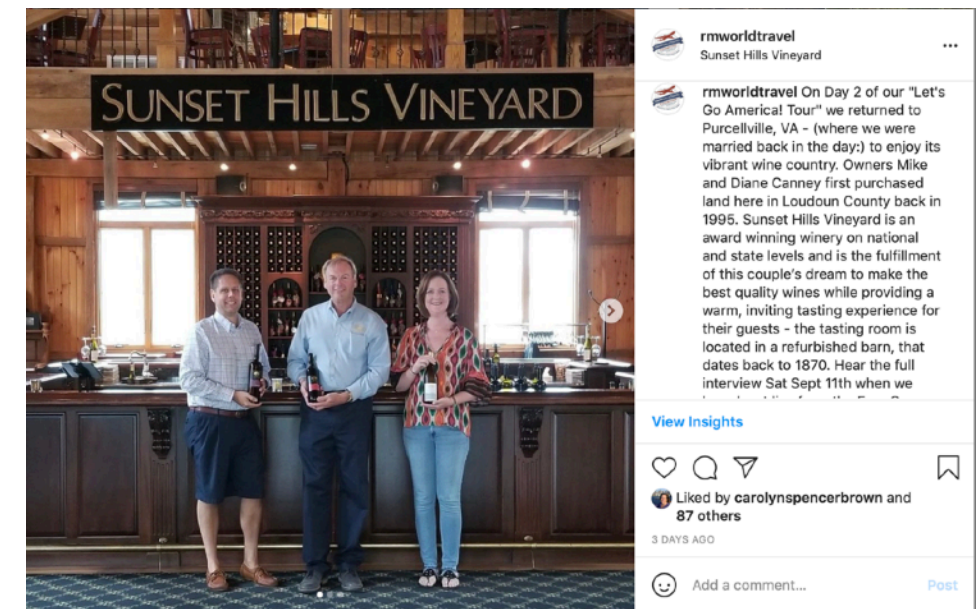 SUNSET HILLS VINEYARD
rmworldtravel
Sunset Hills Vineyard
rmworldtravel On Day 2 of our "Let's
Go America! Tour" we returned to
Purcellville, VA - (where we were
married back in the day:) to enjoy its
vibrant wine country. Owners Mike
and Diane Canney first purchased
land here in Loudoun County back in
1995. Sunset Hills Vineyard is an
award winning winery on national
and state levels and is the fulfillment
of this couple's dream to make the
best quality wines while providing a
warm, inviting tasting experience for
their guests - the tasting room is
located in a refurbished barn, that
dates back to 1870. Hear the full
interview Sat Sept 11th when we
View Insights
Liked by carolynspencerbrown and
87 others
3 DAYS AGO
Add a comment...
Post